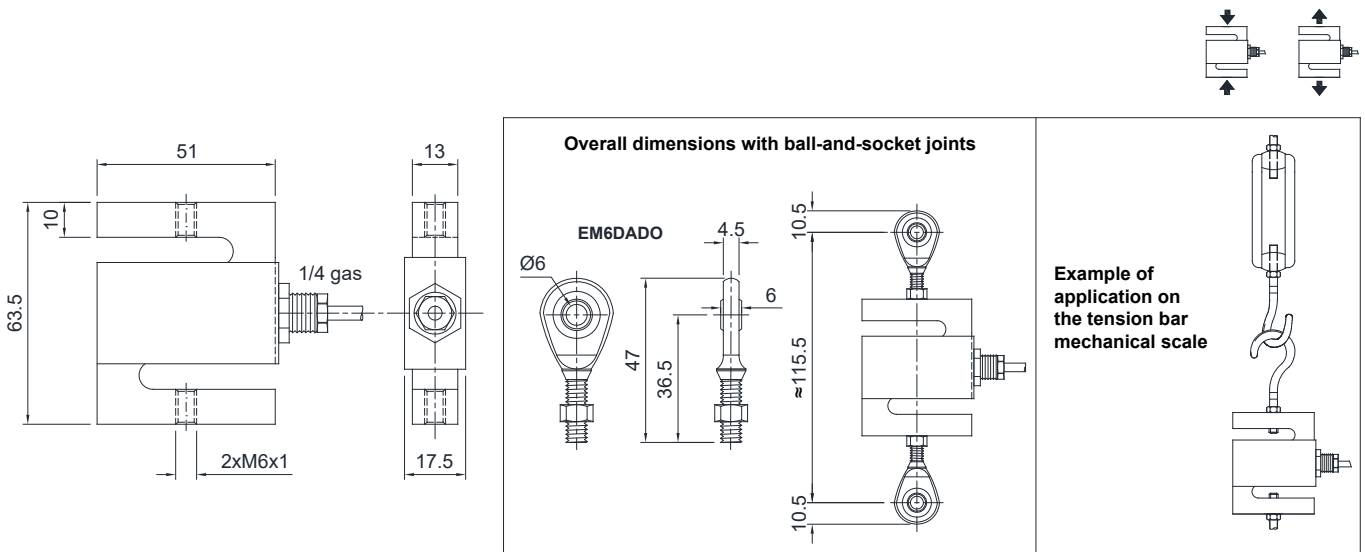 51
13
10
63.5
1/4 gas
2xM6x1
17.5
Overall dimensions with ball-and-socket joints
EM6DADO
Ø6
4.5
6
47
36.5
10.5
≈115.5
10.5
Example of
application on
the tension bar
mechanical scale